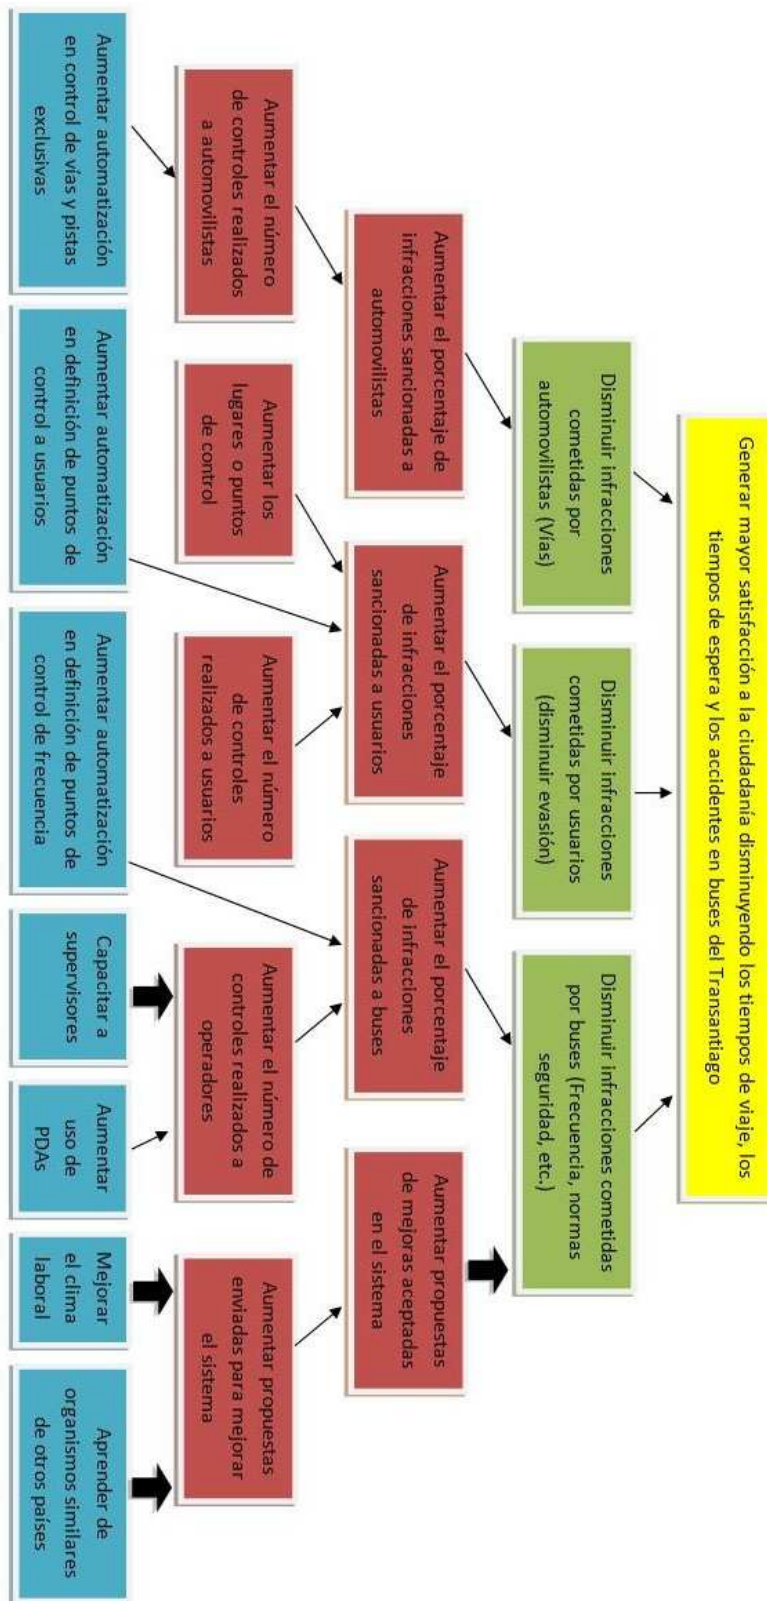 Generar mayor satisfacción a la ciudadanía disminuyendo los tiempos de viaje, los
tiempos de espera y los accidentes en buses del Transantiago
Disminuir infracciones
cometidas por
automovilistas (Vías)
Disminuir infracciones
cometidas por usuarios
(disminuir evasión)
Disminuir infracciones cometidas
por buses (Frecuencia, normas
seguridad, etc.)
Aumentar el porcentaje de
infracciones sancionadas a
automovilistas
Aumentar el porcentaje
de infracciones
sancionadas a usuarios
Aumentar el porcentaje
de infracciones
sancionadas a buses
Aumentar propuestas
de mejoras aceptadas
en el sistema
Aumentar el número
de controles realizados
a automovilistas
Aumentar los
lugares o puntos
de control
Aumentar el número
de controles
realizados a usuarios
Aumentar el número de
controles realizados a
operadores
Aumentar propuestas
enviadas para mejorar
el sistema
Aumentar automatización
en control de vías y pistas
exclusivas
Aumentar automatización
en definición de puntos de
control a usuarios
Aumentar automatización
en definición de puntos de
control de frecuencia
Capacitar a
supervisores
Aumentar
uso de
PDAs
Mejorar
el clima
laboral
Aprender de
organismos similares
de otros países